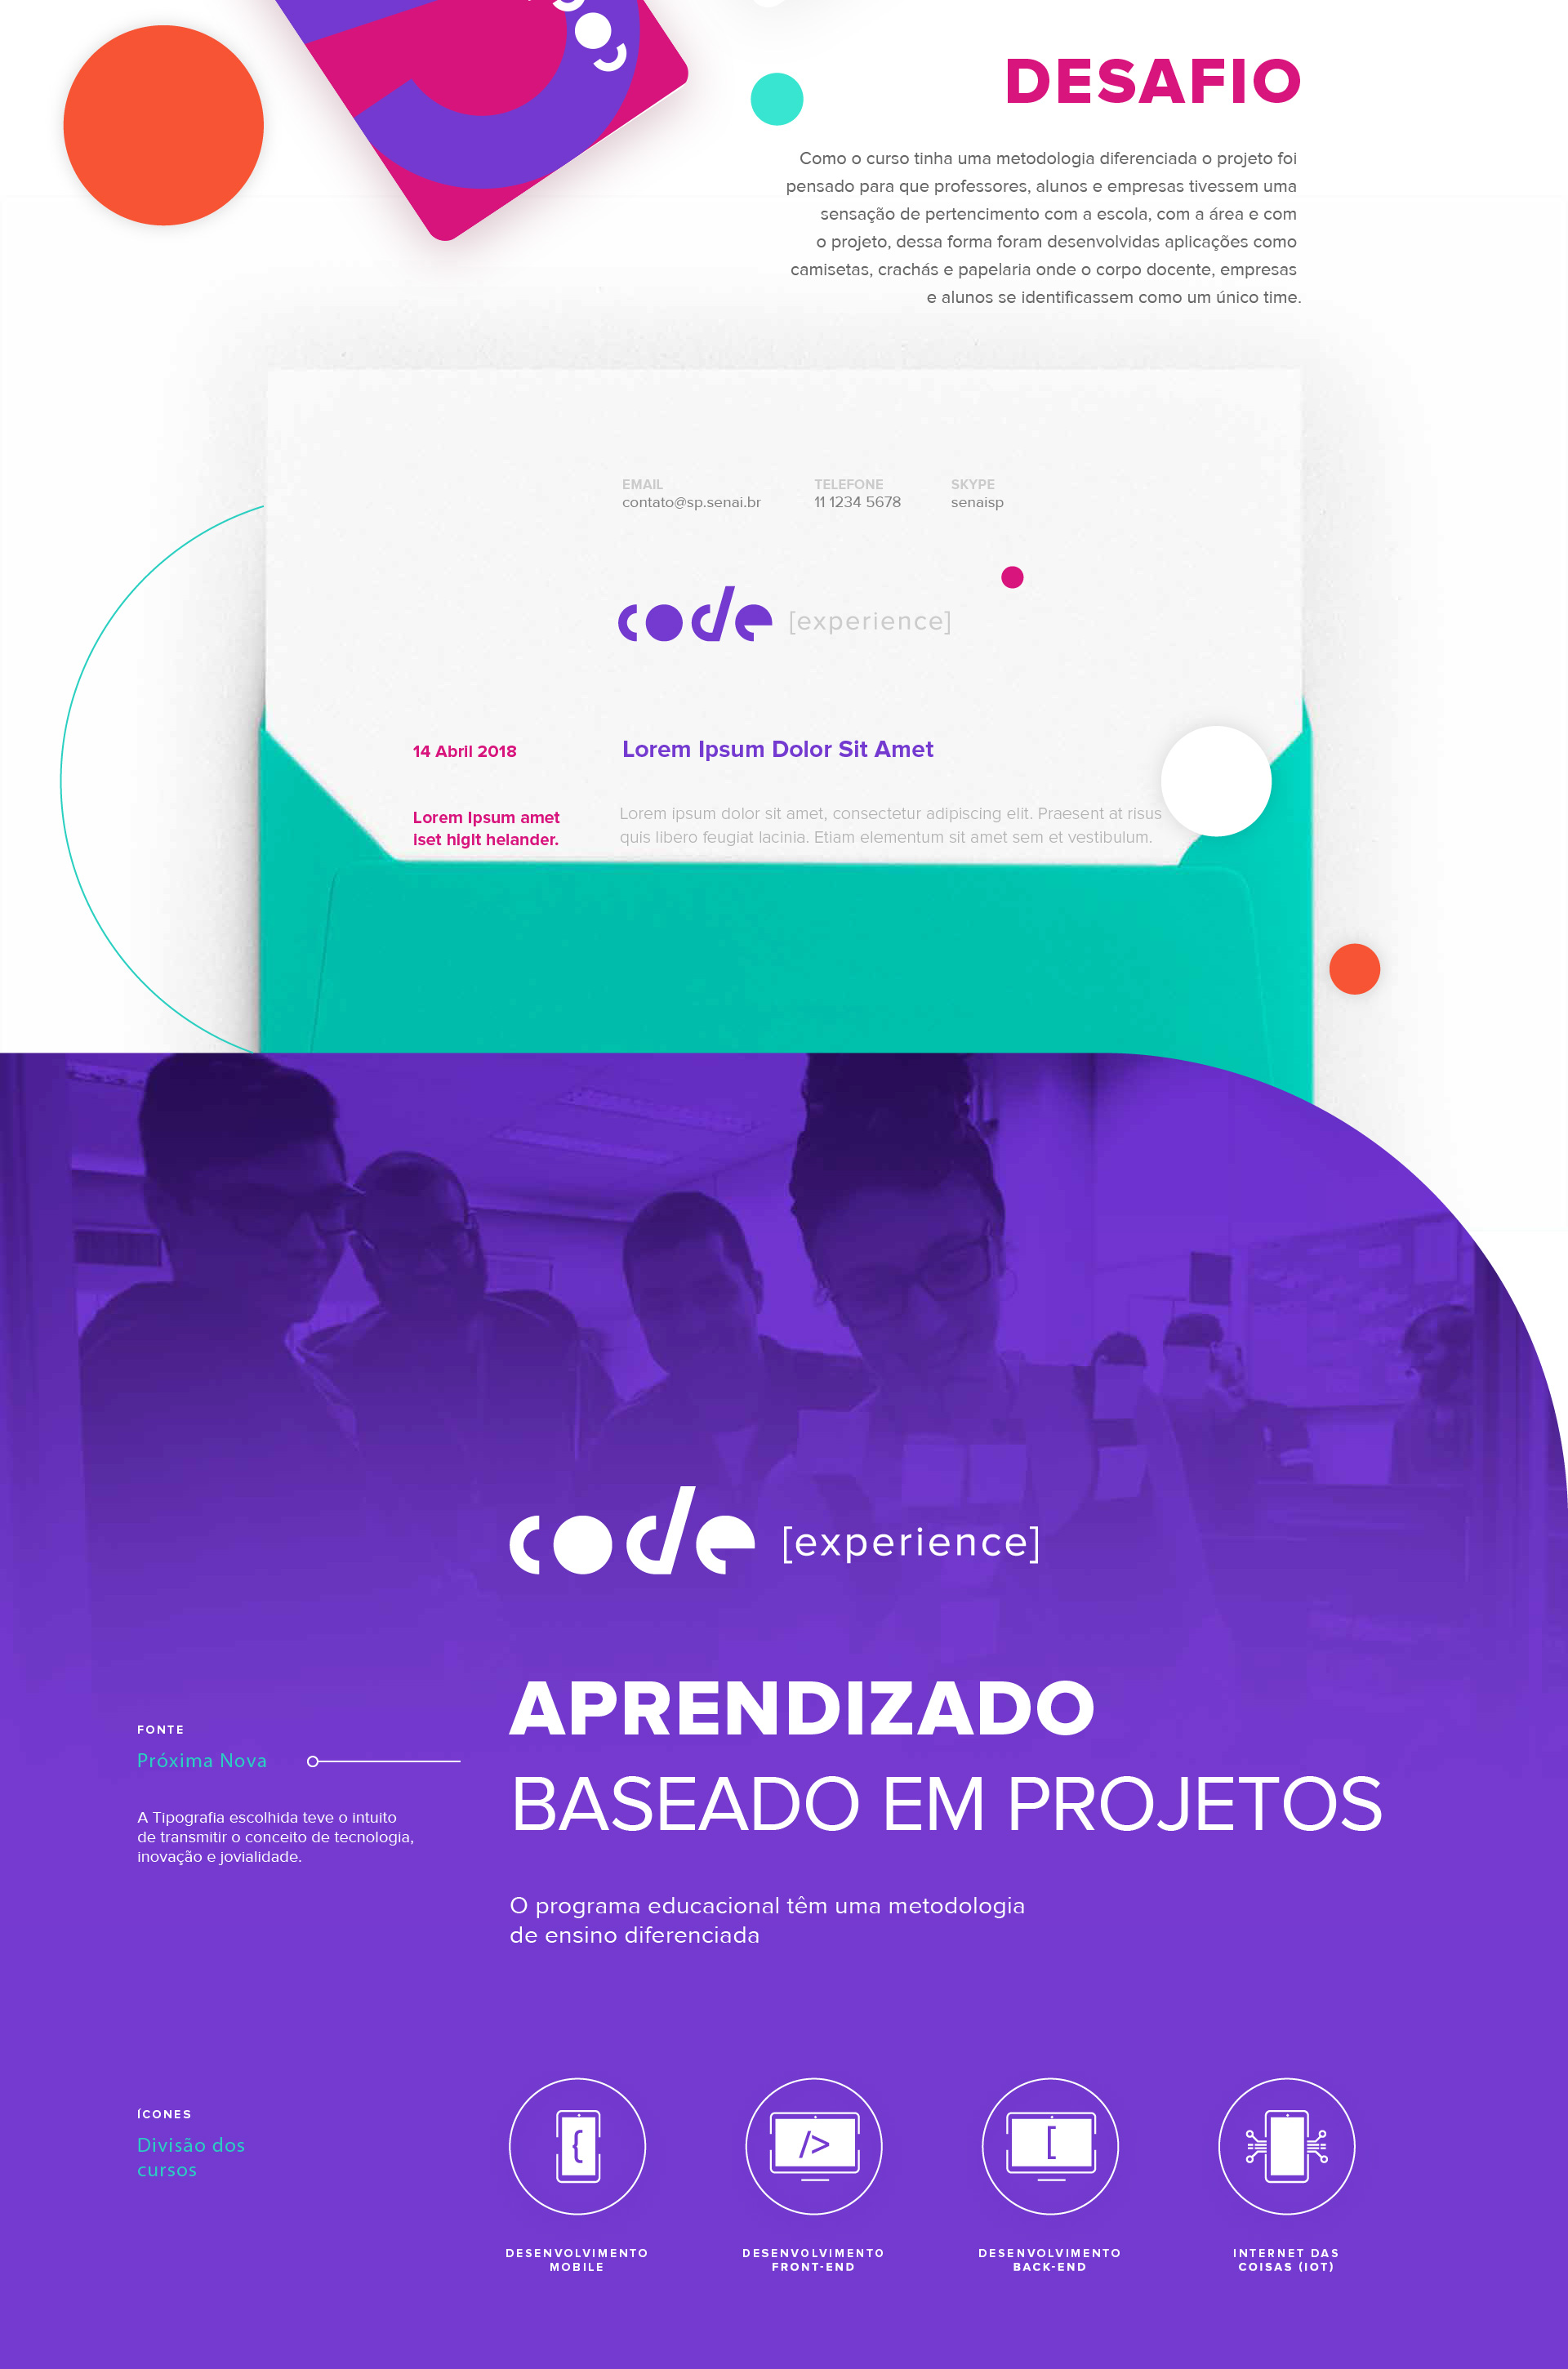 DESAFIO
Como o curso tinha uma metodologia diferenciada o projeto foi
pensado para que professores, alunos e empresas tivessem uma
sensação de pertencimento com a escola, com a área e com
o projeto, dessa forma foram desenvolvidas aplicações como
camisetas, crachás e papelaria onde o corpo docente, empresas
e alunos se identificassem como um único time.
EMAIL TELEFONE SKYPE
contato@sp.senai.br 11 1234 5678 senaisp
code [experience]
14 Abril 2018 Lorem Ipsum Dolor Sit Amet
Lorem ipsum dolor sit amet, consectetur adipiscing elit. Praesent at risus
quis libero feugiat lacinia. Etiam elementum sit amet sem et vestibulum.
Lorem Ipsum amet
iset higit helander.
code [experience]
APRENDIZADO
BASEADO EM PROJETOS
FONTE
Próxima Nova
A Tipografia escolhida teve o intuito
de transmitir o conceito de tecnologia,
inovação e jovialidade.
O programa educacional têm uma metodologia
de ensino diferenciada
ÍCONES
Divisão dos
cursos
{
/>
[
DESENVOLVIMENTO
MOBILE
DESENVOLVIMENTO
FRONT-END
DESENVOLVIMENTO
BACK-END
INTERNET DAS
COISAS (IOT)